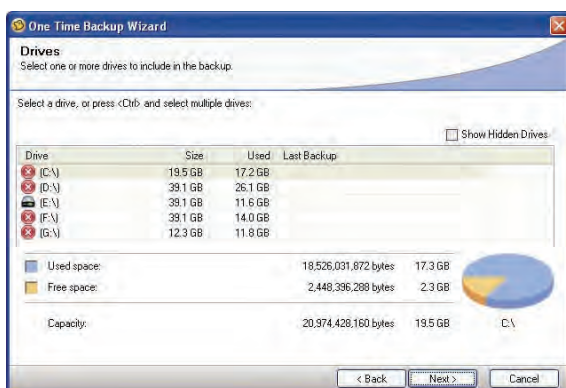 One Time Backup Wizard
Drives
Select one or more drives to include in the backup.
Select a drive, or press <Ctrl> and select multiple drives:
Show Hidden Drives
Drive Size Used Last Backup
(C:\) 19.5 GB 17.2 GB
(D:\) 39.1 GB 26.1 GB
(E:\) 39.1 GB 11.6 GB
(F:\) 39.1 GB 14.0 GB
(G:\) 12.3 GB 11.8 GB
Used space: 18,526,031,872 bytes 17.3 GB
Free space: 2,448,396,288 bytes 2.3 GB
Capacity: 20,974,428,160 bytes 19.5 GB C:\
< Back Next > Cancel